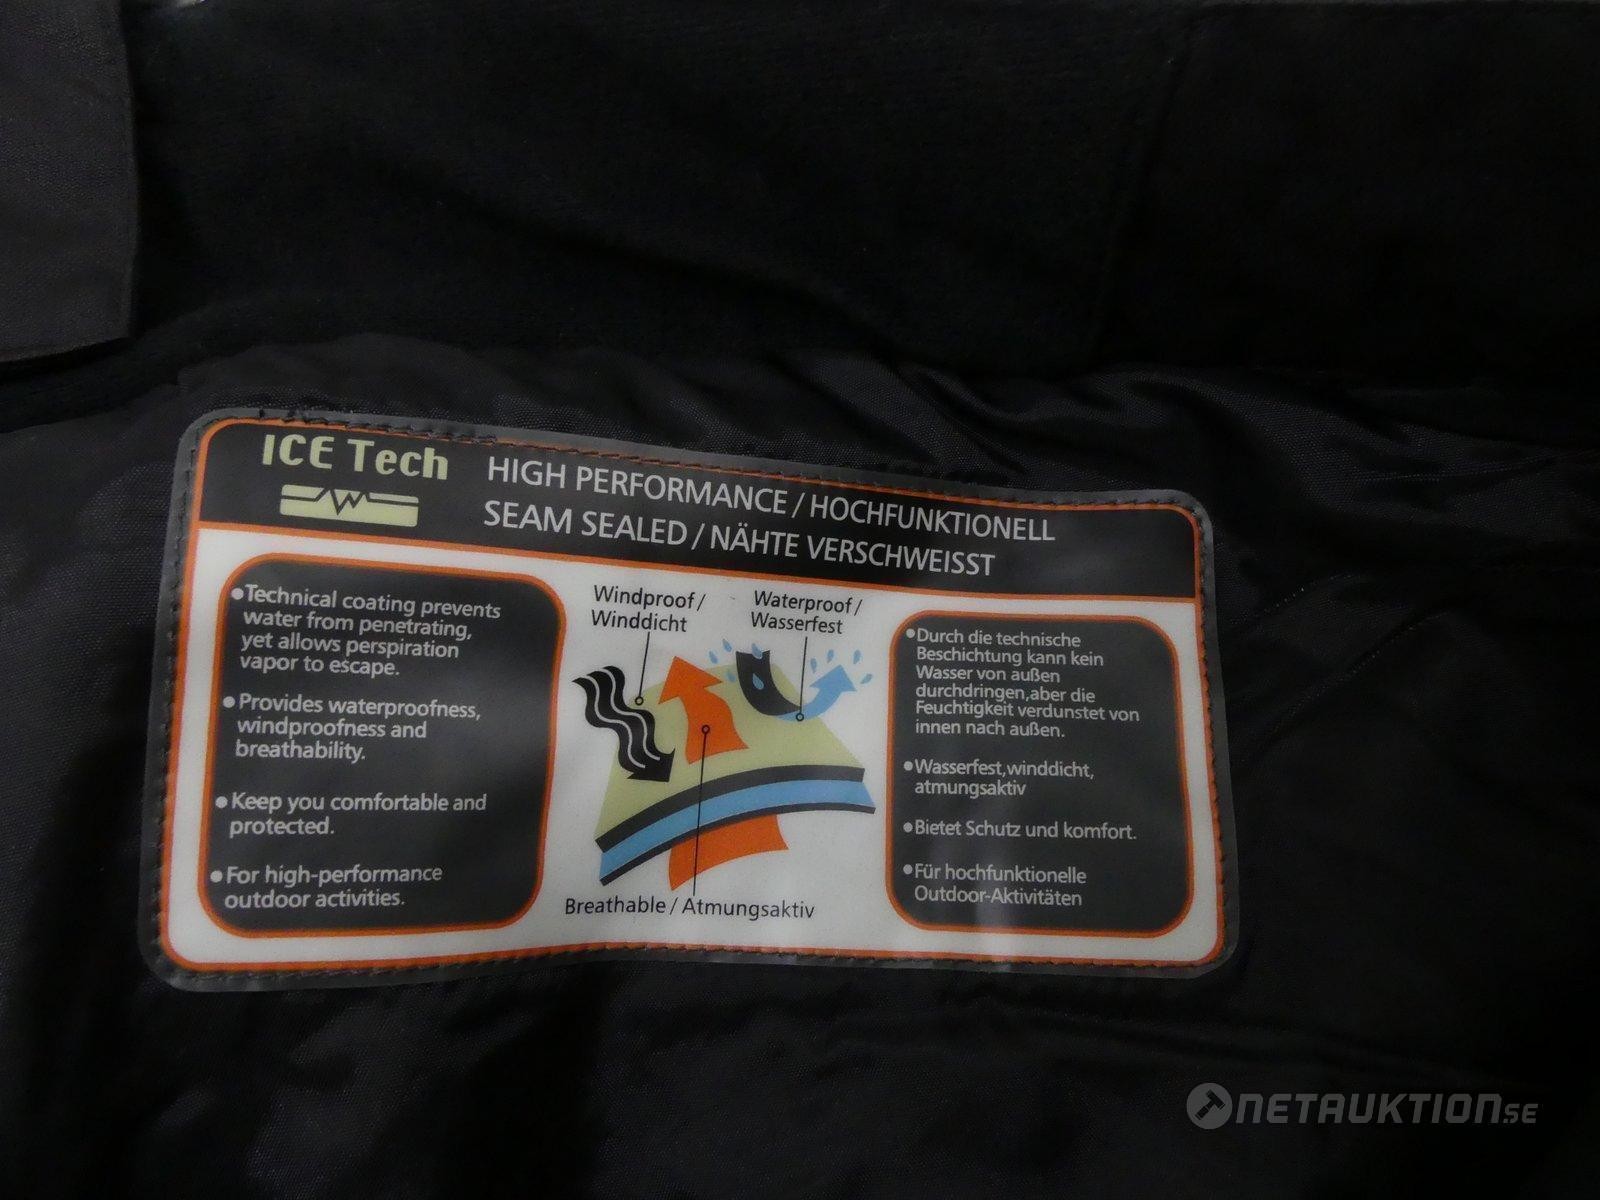 ICE Tech
HIGH PERFORMANCE / HOCHFUNKTIONELL
SEAM SEALED / NÄHTE VERSCHWEISST
•Technical coating prevents
water from penetrating,
yet allows perspiration
vapor to escape.
•Provides waterproofness,
windproofness and
breathability.
•Keep you comfortable and
protected.
•For high-performance
outdoor activities.
Windproof /
Winddicht
Waterproof /
Wasserfest
Breathable / Atmungsaktiv
•Durch die technische
Beschichtung kann kein
Wasser von außen
durchdringen,aber die
Feuchtigkeit verdunstet von
innen nach außen.
•Wasserfest,winddicht,
atmungsaktiv
•Bietet Schutz und komfort.
•Für hochfunktionelle
Outdoor-Aktivitäten
NETAUKTION.SE